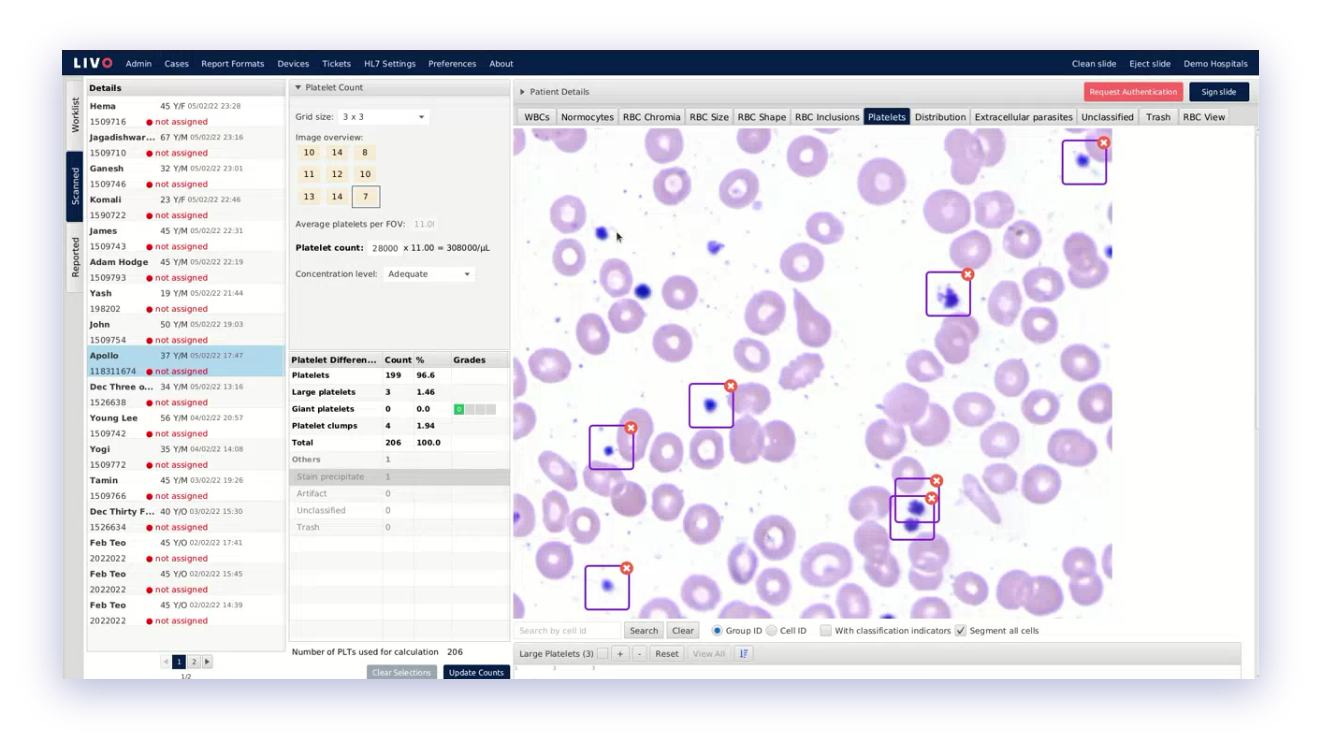 LIVO Admin Cases Report Formats Devices Tickets HL7 Settings Preferences About Clean slide Eject slide Demo Hospitals
Worklist
Scanned
Reported
Details
Hema 45 Y/F 05/02/22 23:28
1509716 not assigned
Jagadishwar... 67 Y/M 05/02/22 23:16
1509710 not assigned
Ganesh 32 Y/M 05/02/22 23:01
1509746 not assigned
Komali 23 Y/F 05/02/22 22:46
1590722 not assigned
James 45 Y/M 05/02/22 22:31
1509743 not assigned
Adam Hodge 45 Y/M 05/02/22 22:19
1509793 not assigned
Yash 19 Y/M 05/02/22 21:44
198202 not assigned
John 50 Y/M 05/02/22 19:03
1509754 not assigned
Apollo 37 Y/M 05/02/22 17:47
118311674 not assigned
Dec Three o... 34 Y/M 05/02/22 13:16
1526638 not assigned
Young Lee 56 Y/M 04/02/22 20:57
1509742 not assigned
Yogi 35 Y/M 04/02/22 14:08
1509772 not assigned
Tamin 45 Y/M 03/02/22 19:26
1509766 not assigned
Dec Thirty F... 40 Y/O 03/02/22 15:30
1526634 not assigned
Feb Teo 45 Y/O 02/02/22 17:41
2022022 not assigned
Feb Teo 45 Y/O 02/02/22 15:45
2022022 not assigned
Feb Teo 45 Y/O 02/02/22 14:39
2022022 not assigned
1 2
1/2
Platelet Count
Grid size: 3 x 3
Image overview:
10 14 8
11 12 10
13 14 7
Average platelets per FOV: 11.0
Platelet count: 28000 x 11.00 = 308000/µL
Concentration level: Adequate
Platelet Differen... Count % Grades
Platelets 199 96.6
Large platelets 3 1.46
Giant platelets 0 0.0 0
Platelet clumps 4 1.94
Total 206 100.0
Others 1
Stain precipitate 1
Artifact 0
Unclassified 0
Trash 0
Number of PLTs used for calculation 206
Clear Selections Update Counts
Patient Details Request Authentication Sign slide
WBCs Normocytes RBC Chromia RBC Size RBC Shape RBC Inclusions Platelets Distribution Extracellular parasites Unclassified Trash RBC View
Search by cell id Search Clear Group ID Cell ID With classification indicators Segment all cells
Large Platelets (3) + - Reset View All
1 2 3